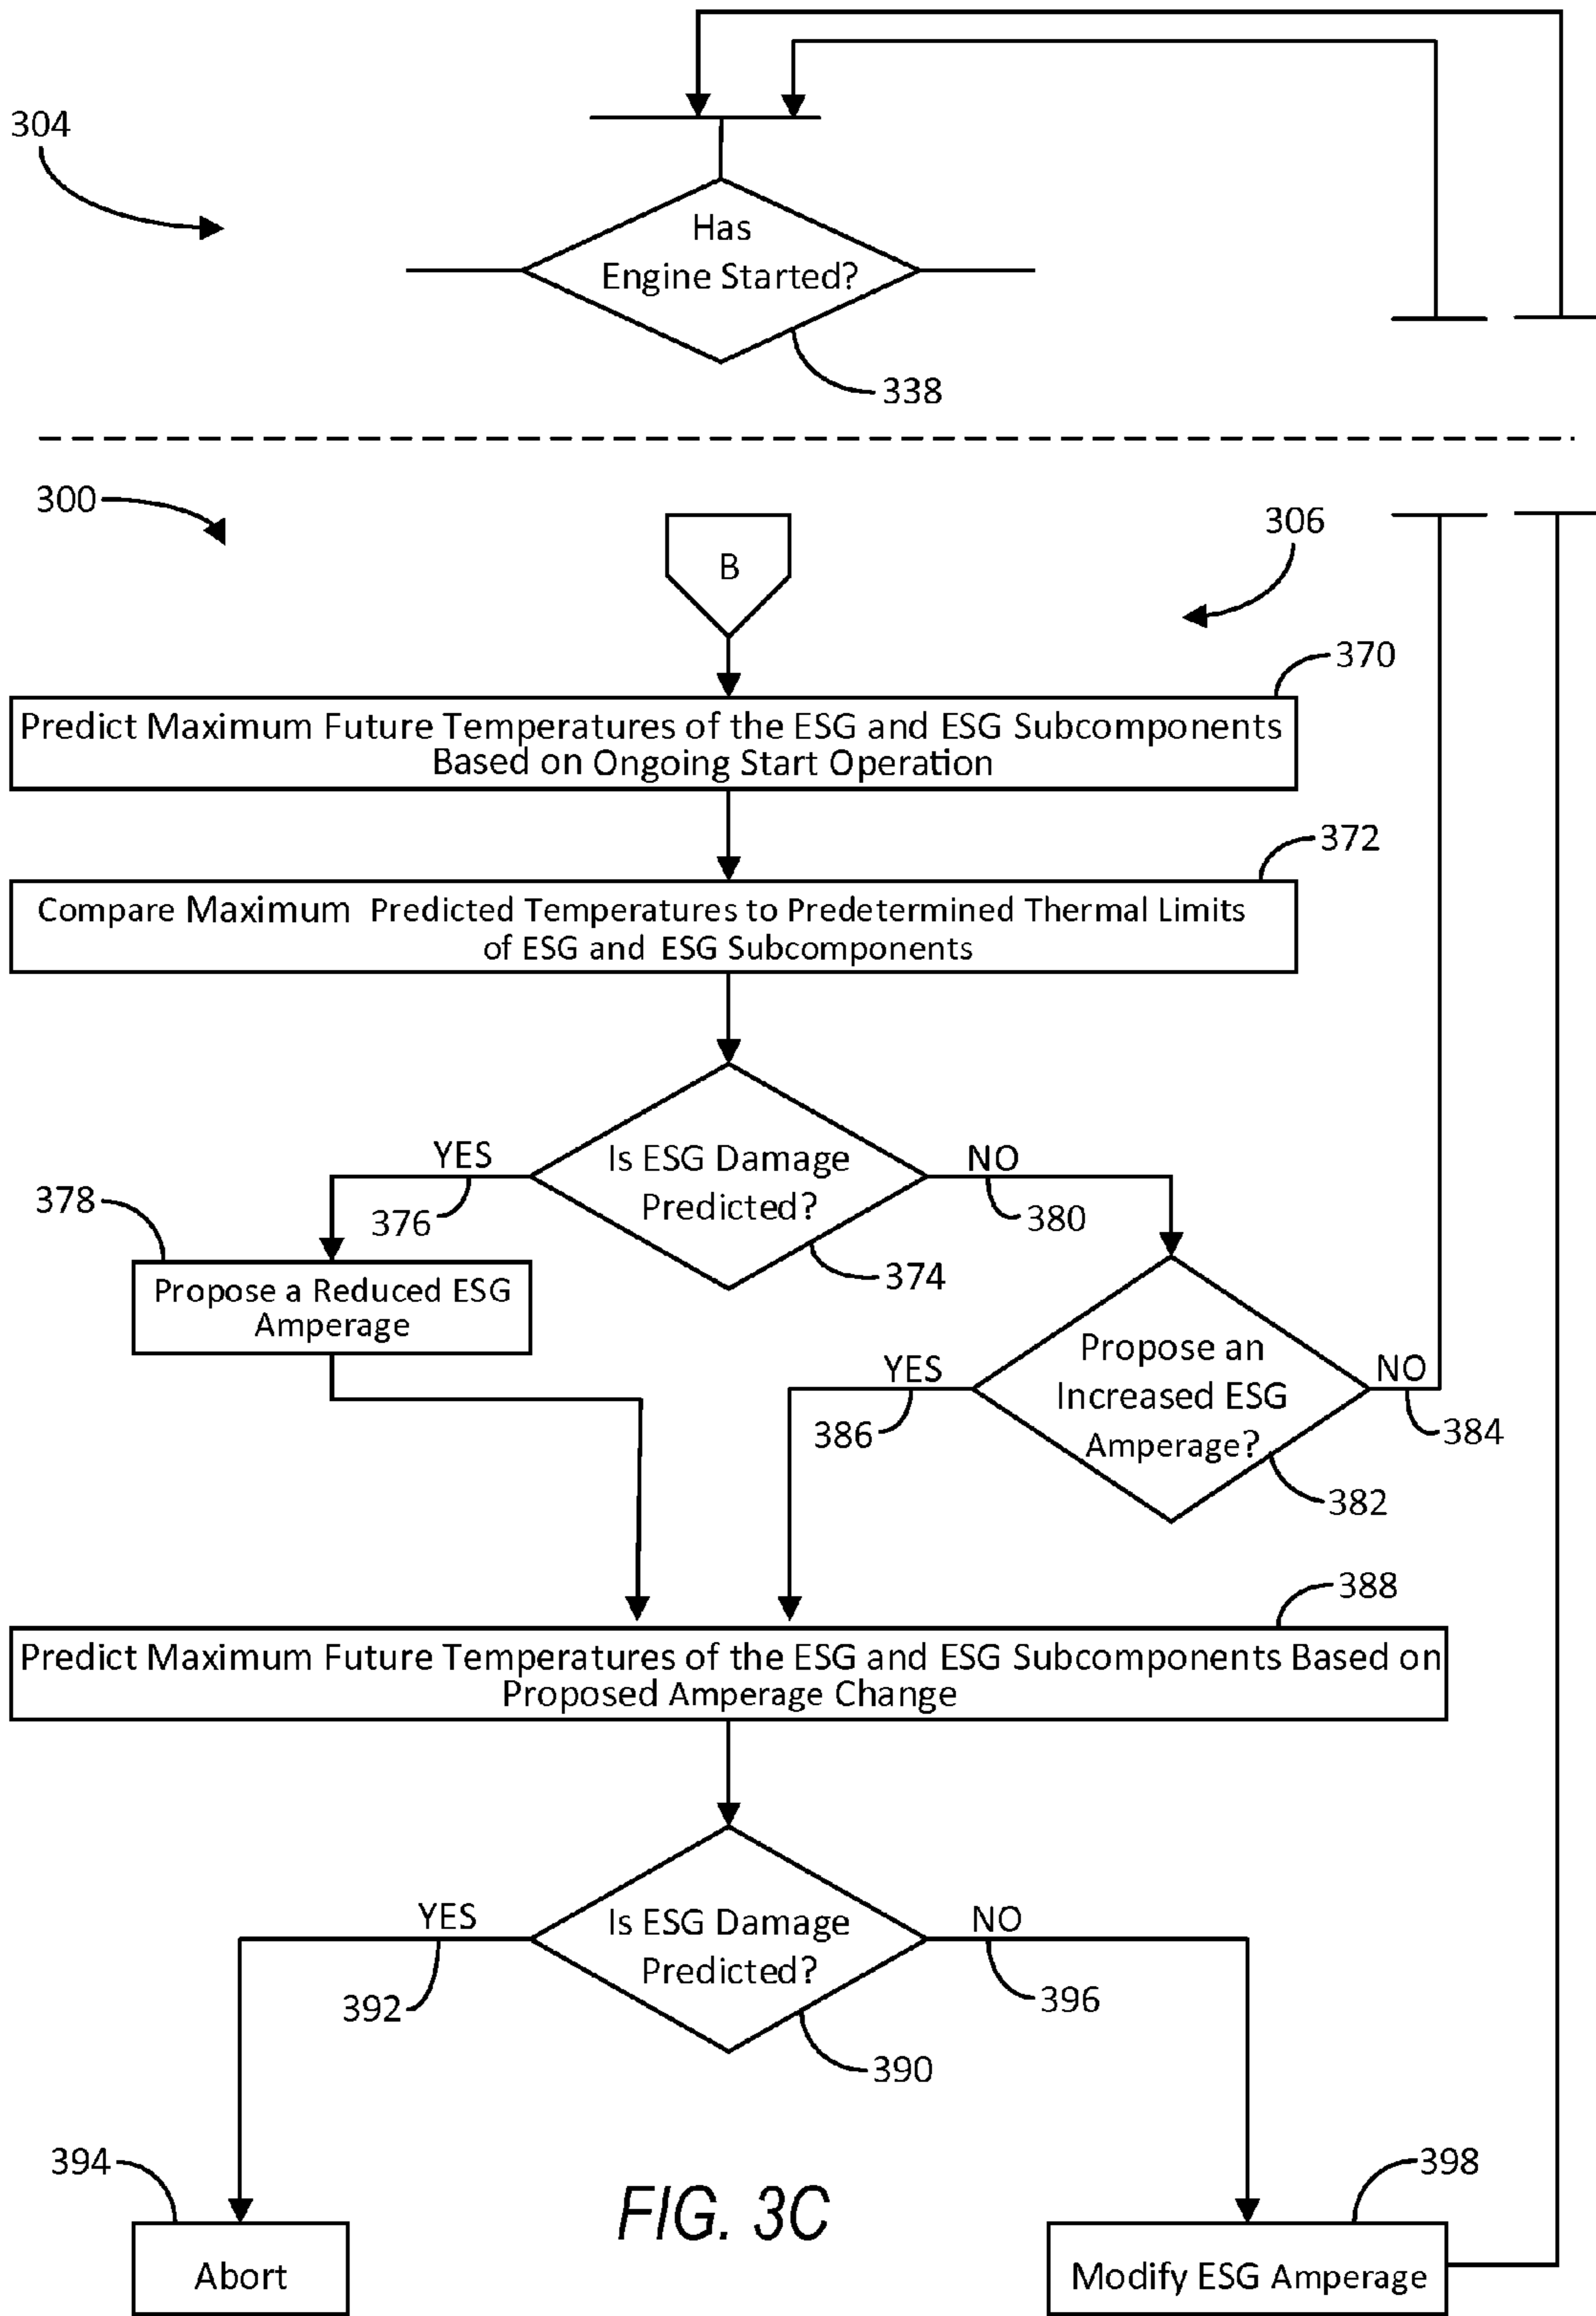 304
Has
Engine Started?
338
300
B
306
370
Predict Maximum Future Temperatures of the ESG and ESG Subcomponents
Based on Ongoing Start Operation
372
Compare Maximum Predicted Temperatures to Predetermined Thermal Limits
of ESG and ESG Subcomponents
YES
Is ESG Damage
Predicted?
NO
378
376
380
374
Propose a Reduced ESG
Amperage
YES
Propose an
Increased ESG
Amperage?
NO
386
384
382
388
Predict Maximum Future Temperatures of the ESG and ESG Subcomponents Based on
Proposed Amperage Change
YES
Is ESG Damage
Predicted?
NO
392
396
390
394
398
Abort
FIG. 3C
Modify ESG Amperage